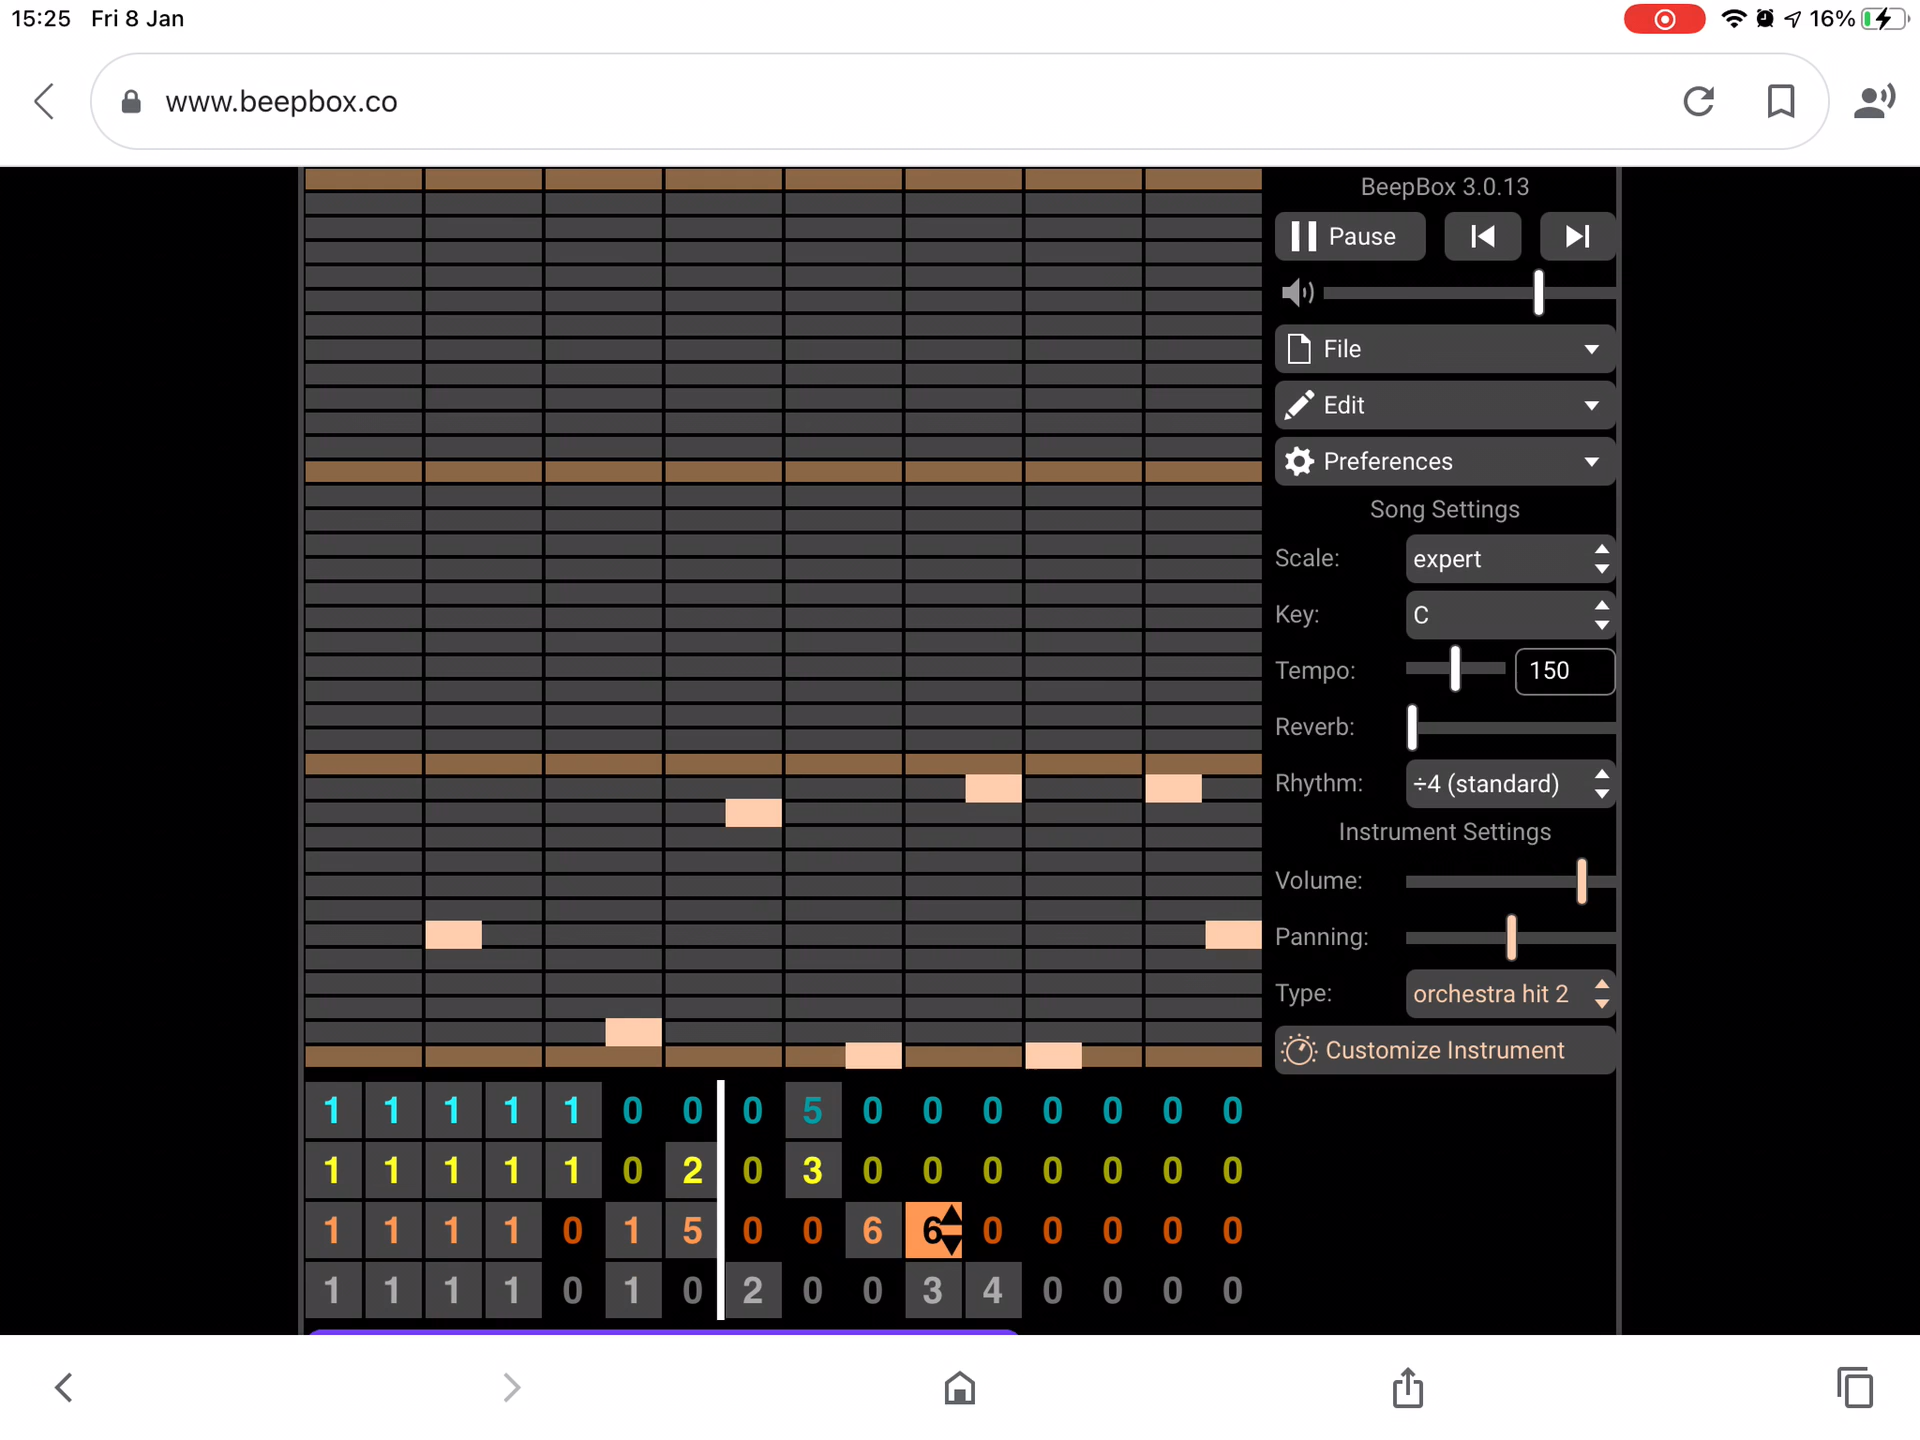 15:25 Fri 8 Jan 16%
www.beepbox.co
BeepBox 3.0.13
Pause
File
Edit
Preferences
Song Settings
Scale: expert
Key: C
Tempo: 150
Reverb:
Rhythm: ÷4 (standard)
Instrument Settings
Volume:
Panning:
Type: orchestra hit 2
Customize Instrument
1 1 1 1 1 0 0 0 5 0 0 0 0 0 0 0
1 1 1 1 1 0 2 0 3 0 0 0 0 0 0 0
1 1 1 1 0 1 5 0 0 6 6 0 0 0 0 0
1 1 1 1 0 1 0 2 0 0 3 4 0 0 0 0